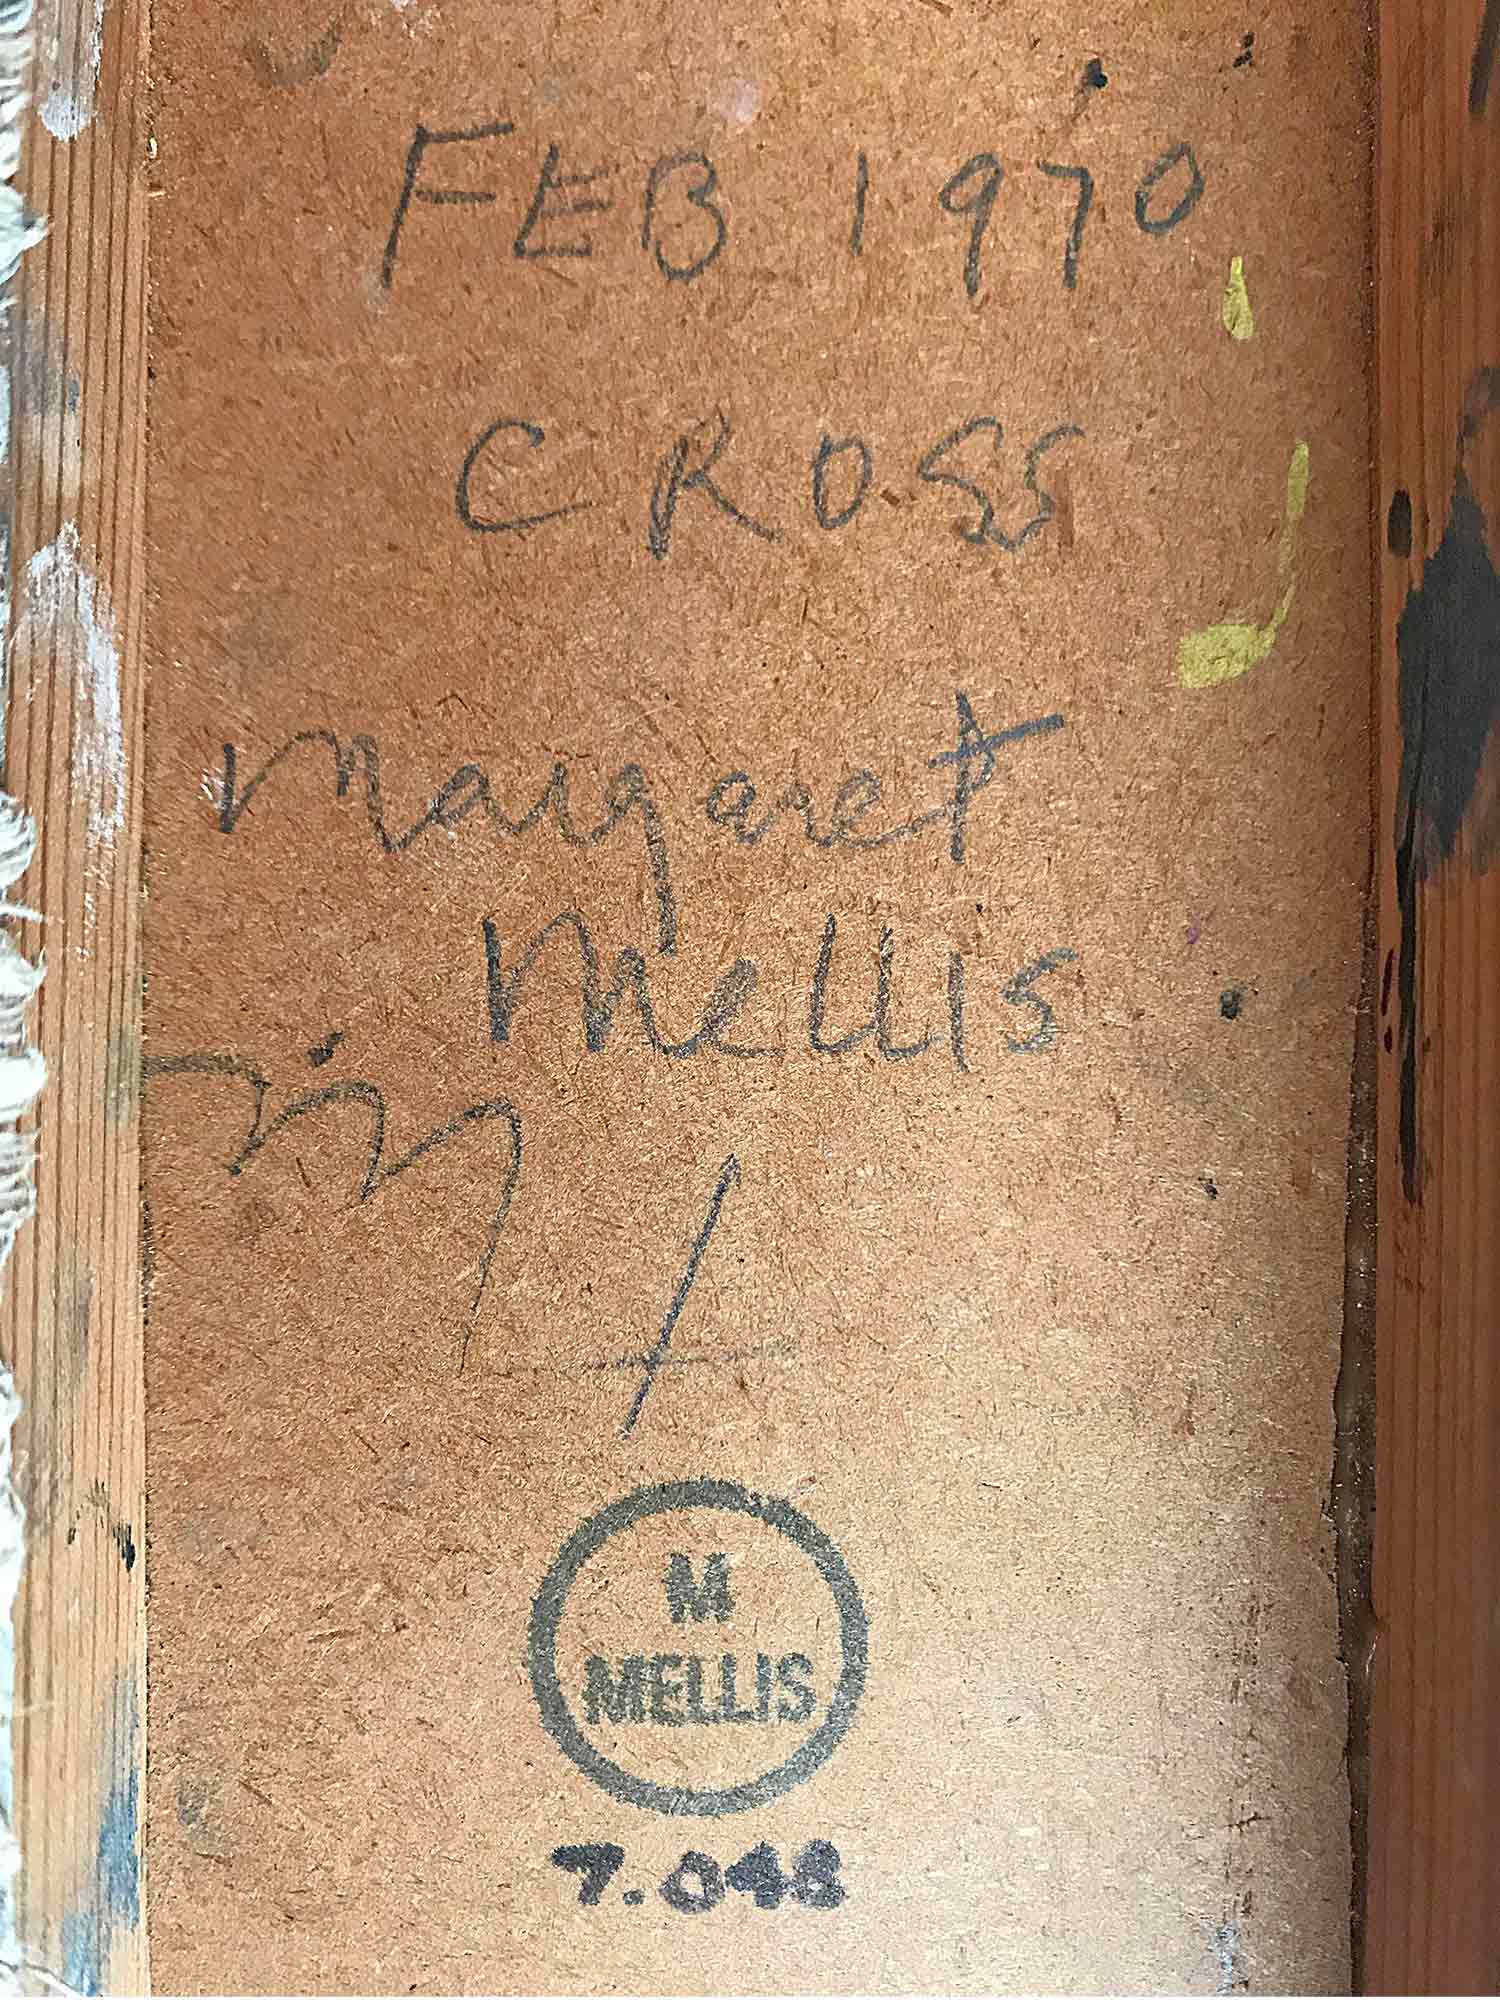 FEB 1970
CROSS
Margaret
Mellis
M
MELLIS
7.048